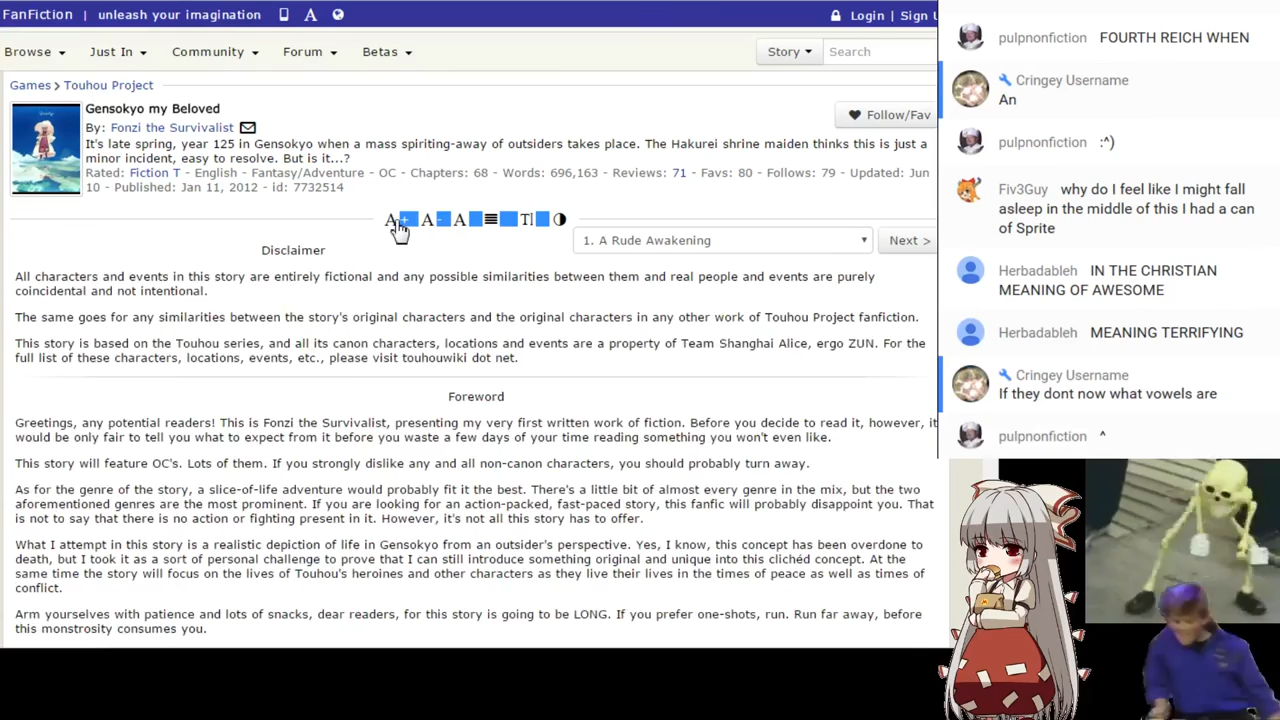 FanFiction | unleash your imagination A Login | Sign U
Browse Just In Community Forum Betas Story Search
Games > Touhou Project
Gensokyo my Beloved
Follow/Fav
By: Fonzi the Survivalist
It's late spring, year 125 in Gensokyo when a mass spiriting-away of outsiders takes place. The Hakurei shrine maiden thinks this is just a
minor incident, easy to resolve. But is it...?
Rated: Fiction T - English - Fantasy/Adventure - OC - Chapters: 68 - Words: 696,163 - Reviews: 71 - Favs: 80 - Follows: 79 - Updated: Jun
10 - Published: Jan 11, 2012 - id: 7732514
A + A - A T|
1. A Rude Awakening Next >
Disclaimer
All characters and events in this story are entirely fictional and any possible similarities between them and real people and events are purely
coincidental and not intentional.
The same goes for any similarities between the story's original characters and the original characters in any other work of Touhou Project fanfiction.
This story is based on the Touhou series, and all its canon characters, locations and events are a property of Team Shanghai Alice, ergo ZUN. For the
full list of these characters, locations, events, etc., please visit touhouwiki dot net.
Foreword
Greetings, any potential readers! This is Fonzi the Survivalist, presenting my very first written work of fiction. Before you decide to read it, however, it
would be only fair to tell you what to expect from it before you waste a few days of your time reading something you won't even like.
This story will feature OC's. Lots of them. If you strongly dislike any and all non-canon characters, you should probably turn away.
As for the genre of the story, a slice-of-life adventure would probably fit it the best. There's a little bit of almost every genre in the mix, but the two
aforementioned genres are the most prominent. If you are looking for an action-packed, fast-paced story, this fanfic will probably disappoint you. That
is not to say that there is no action or fighting present in it. However, it's not all this story has to offer.
What I attempt in this story is a realistic depiction of life in Gensokyo from an outsider's perspective. Yes, I know, this concept has been overdone to
death, but I took it as a sort of personal challenge to prove that I can still introduce something original and unique into this clichéd concept. At the
same time the story will focus on the lives of Touhou's heroines and other characters as they live their lives in the times of peace as well as times of
conflict.
Arm yourselves with patience and lots of snacks, dear readers, for this story is going to be LONG. If you prefer one-shots, run. Run far away, before
this monstrosity consumes you.
pulpnonfiction FOURTH REICH WHEN
Cringey Username
An
pulpnonfiction :^)
Fiv3Guy why do I feel like I might fall
asleep in the middle of this I had a can
of Sprite
Herbadableh IN THE CHRISTIAN
MEANING OF AWESOME
Herbadableh MEANING TERRIFYING
Cringey Username
If they dont now what vowels are
pulpnonfiction ^